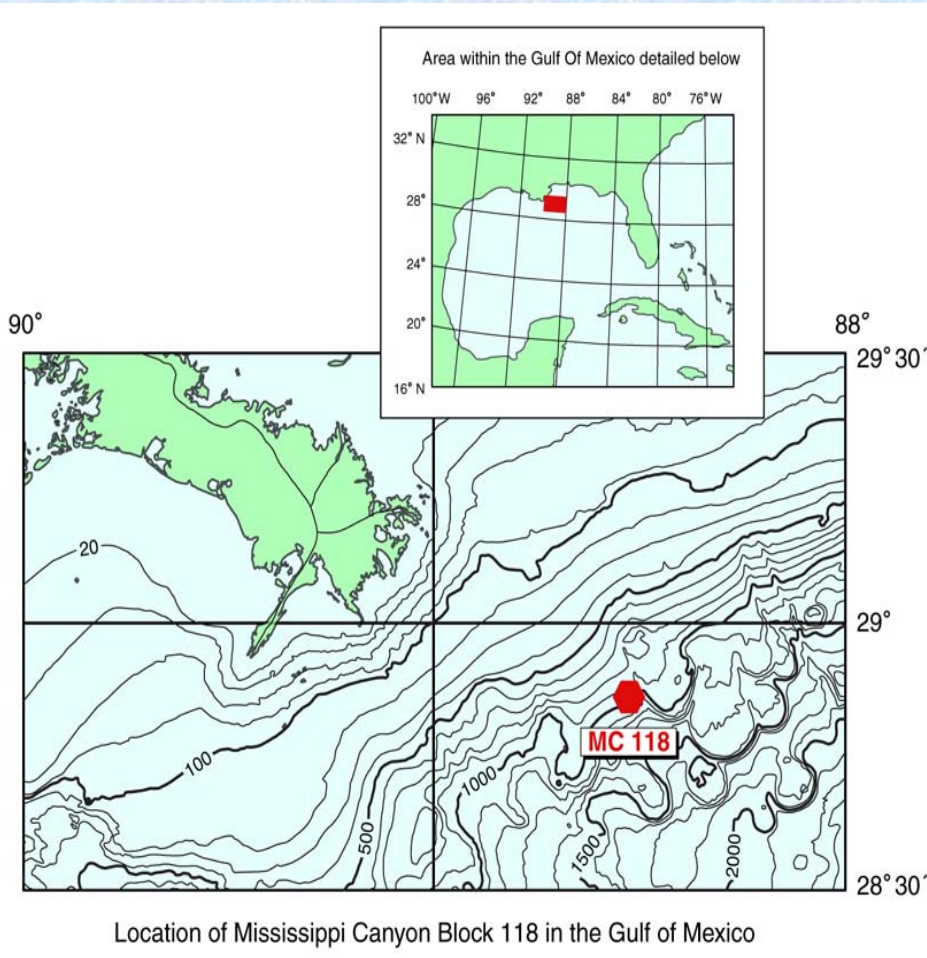 Area within the Gulf Of Mexico detailed below
100°W 96° 92° 88° 84° 80° 76°W
32° N
28°
24°
20°
16° N
90° 88°
29° 30´
20
29°
MC 118
100
1000
500
1500
2000
28° 30´
Location of Mississippi Canyon Block 118 in the Gulf of Mexico